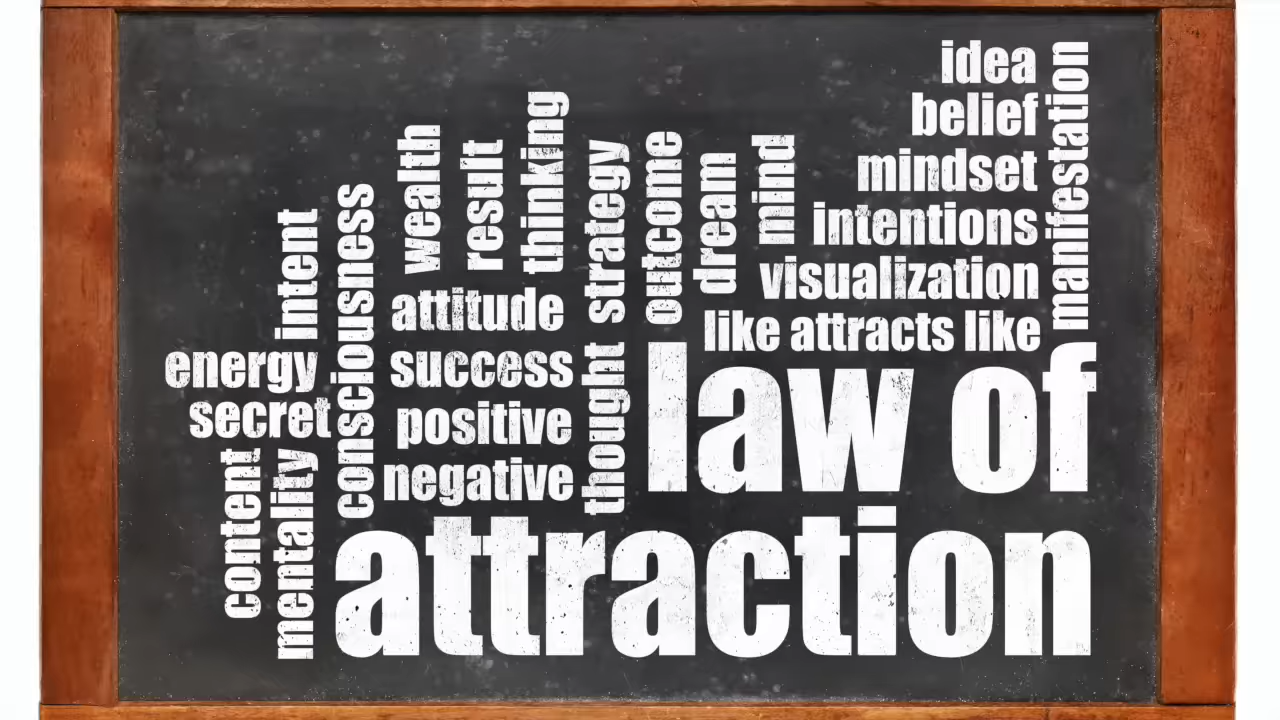 idea
belief
mindset
intentions
visualization
like attracts like
manifestation
mind
dream
outcome
strategy
thought
thinking
result
wealth
attitude
success
positive
negative
consciousness
intent
energy
secret
content
mentality
law of
attraction